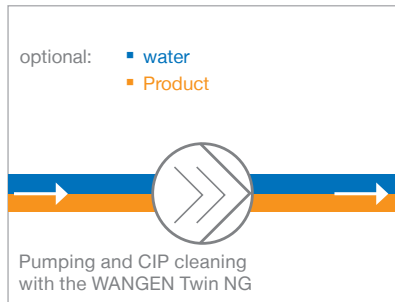 optional:
water
Product
Pumping and CIP cleaning
with the WANGEN Twin NG